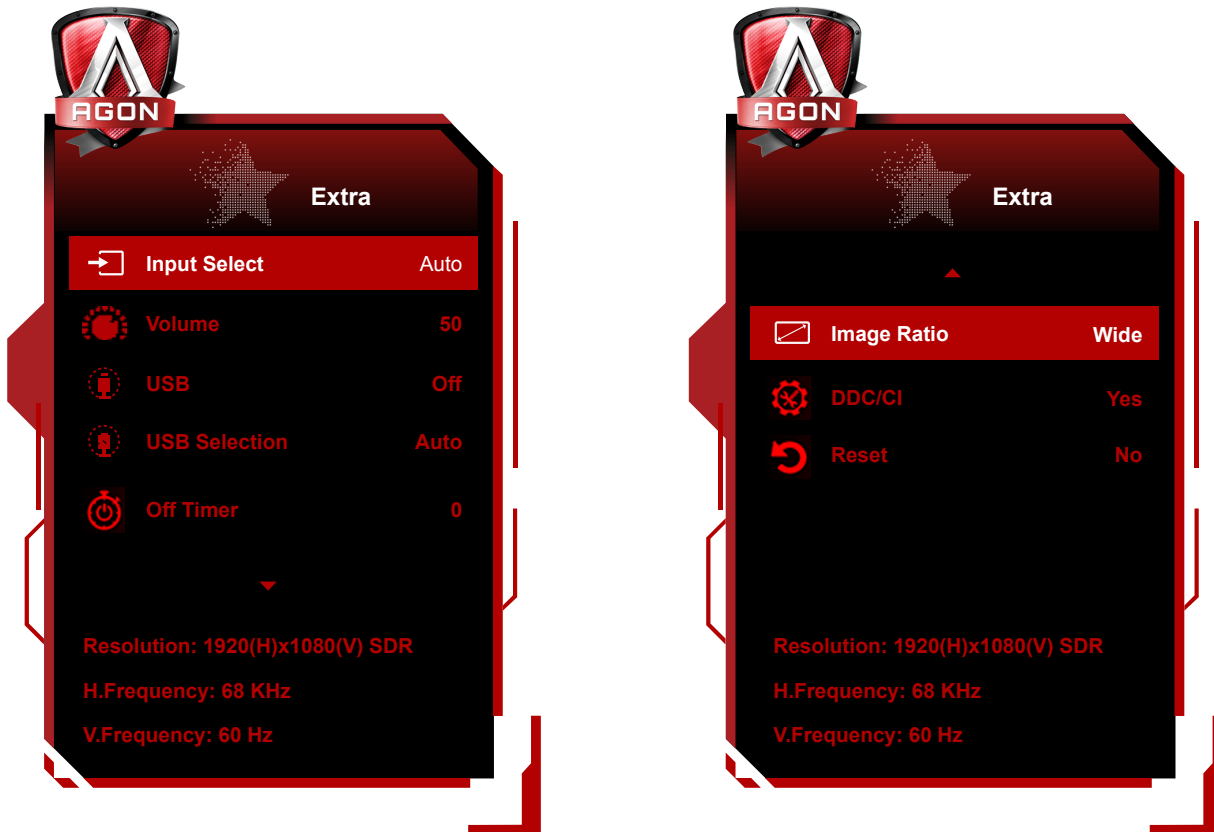 AGON
Extra
Input Select Auto
Volume 50
USB Off
USB Selection Auto
Off Timer 0
Resolution: 1920(H)x1080(V) SDR
H.Frequency: 68 KHz
V.Frequency: 60 Hz
AGON
Extra
Image Ratio Wide
DDC/CI Yes
Reset No
Resolution: 1920(H)x1080(V) SDR
H.Frequency: 68 KHz
V.Frequency: 60 Hz